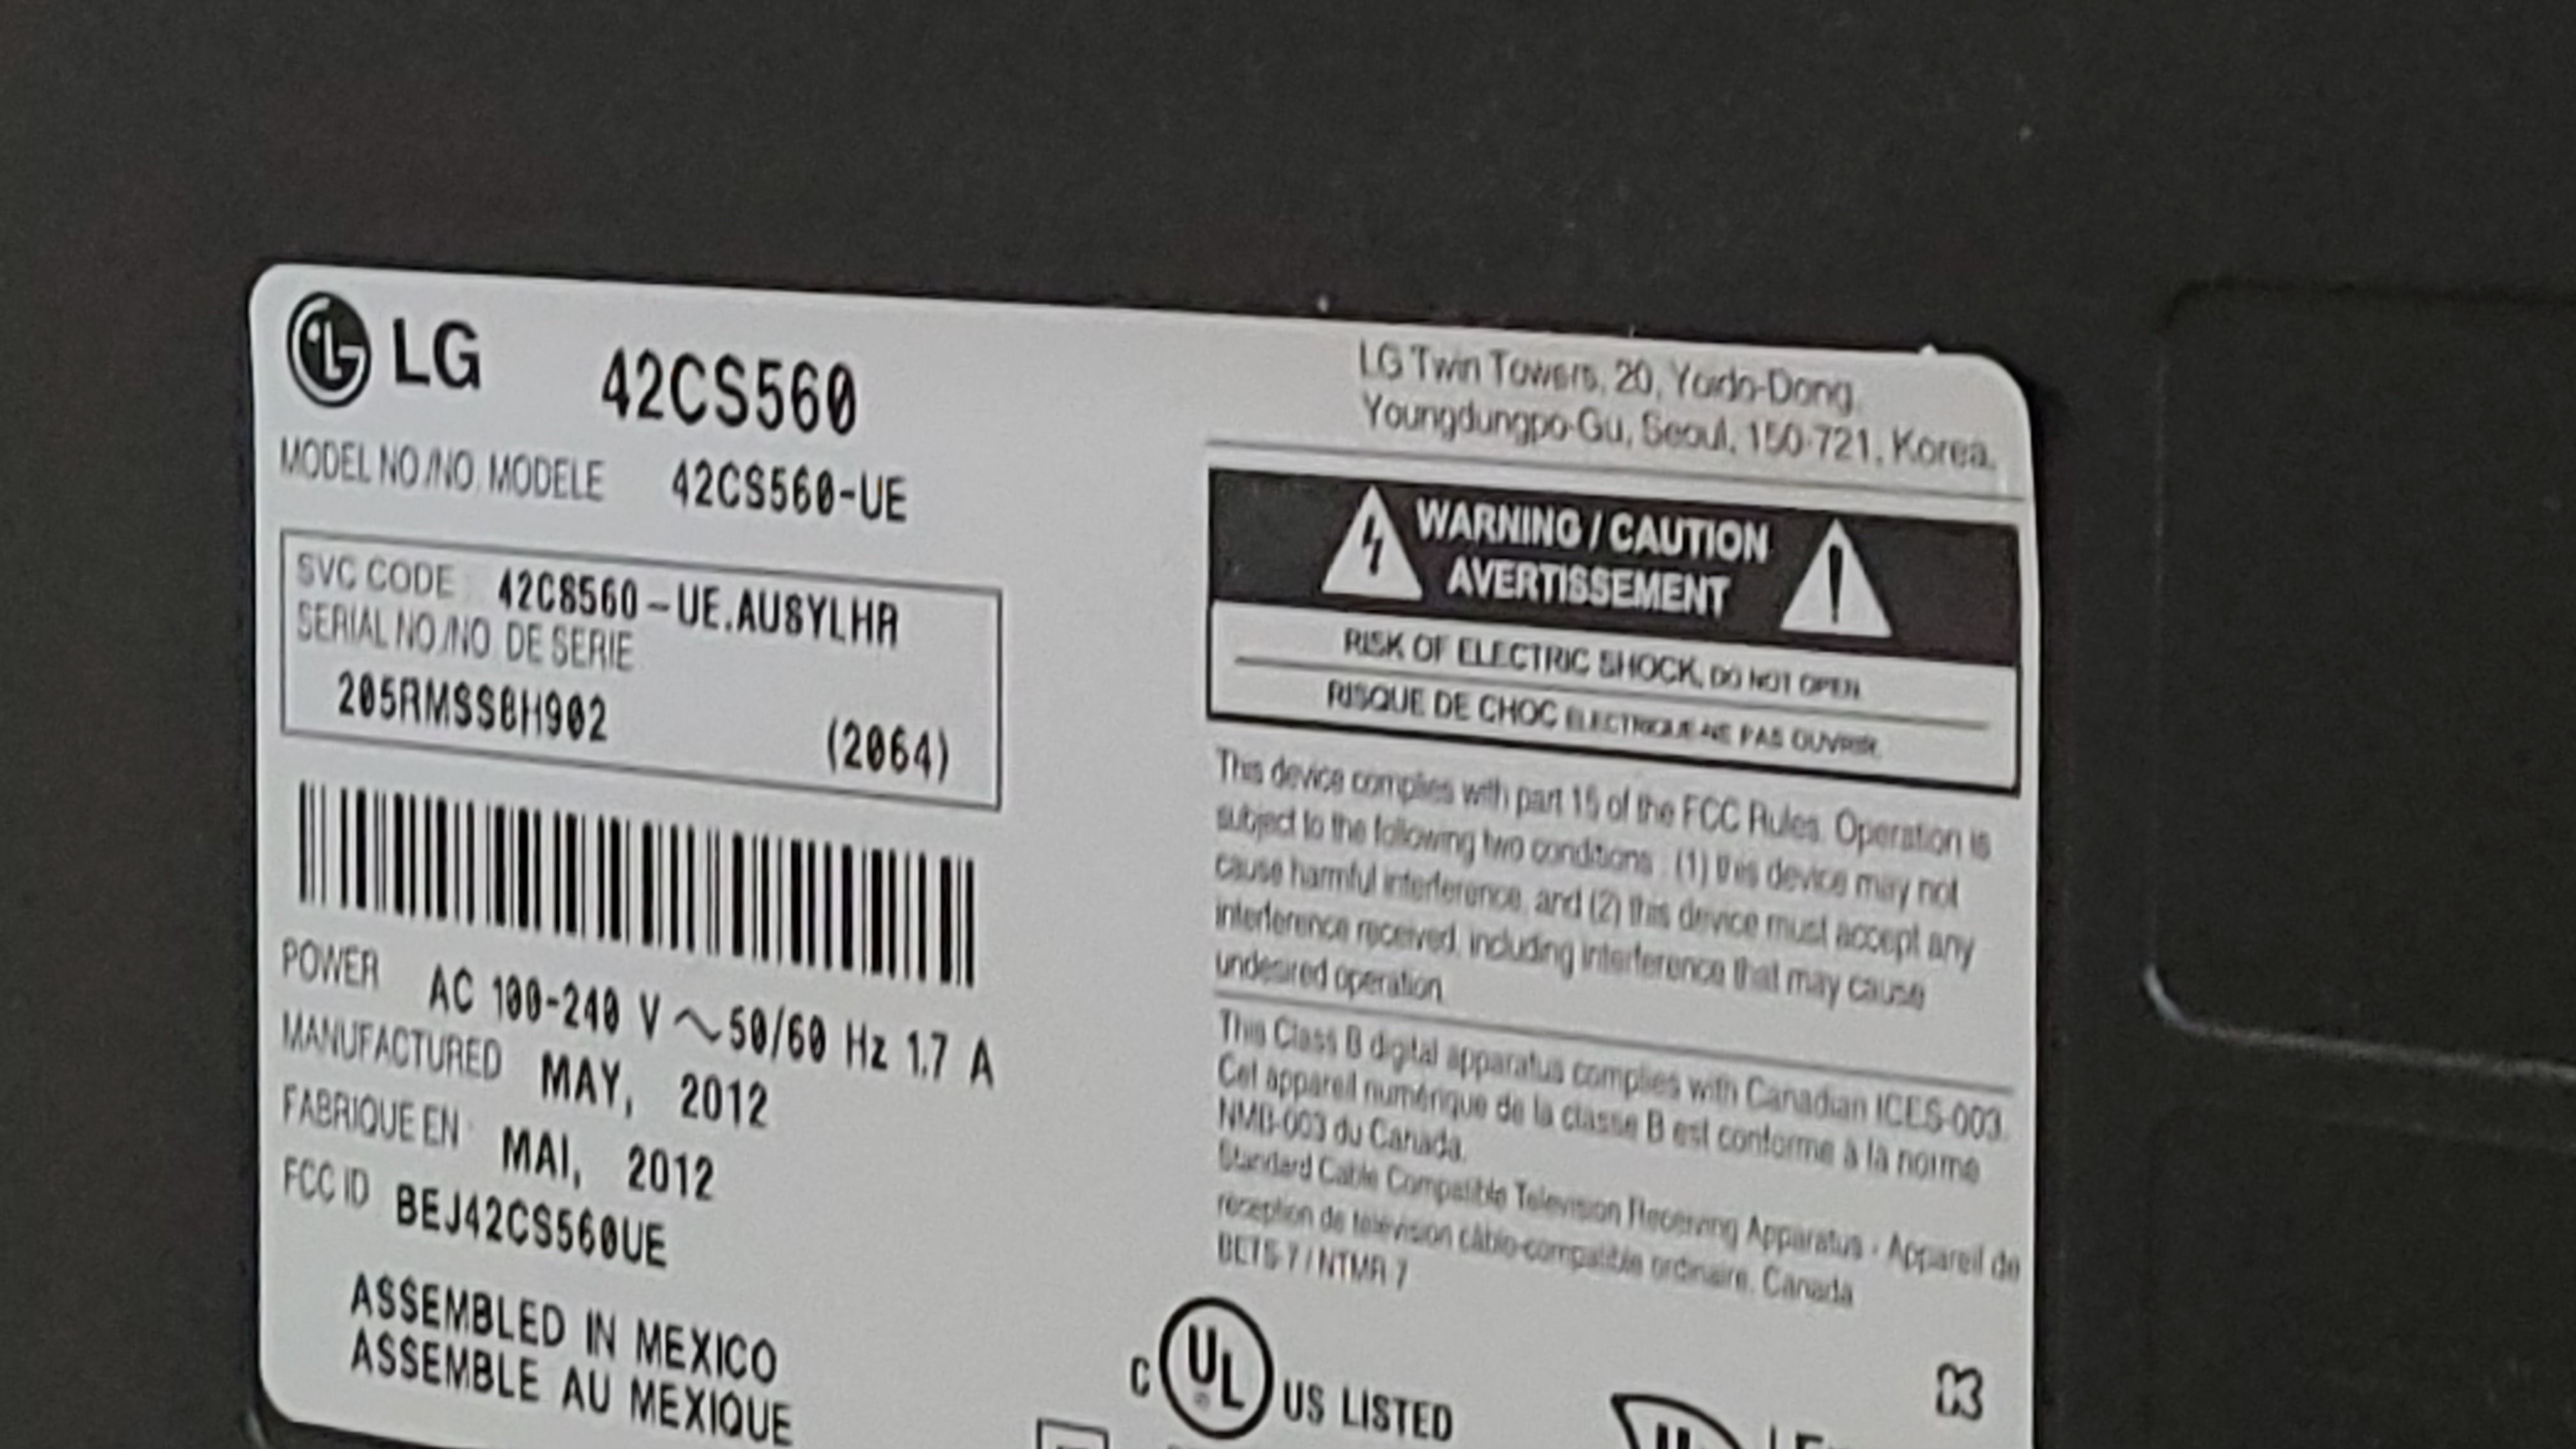 LG 42CS560
MODEL NO./NO. MODELE 42CS560-UE
SVC CODE : 42CS560-UE.AUSYLHR
SERIAL NO./NO. DE SERIE
(2064)
POWER AC 100-240 V ~ 50/60 Hz 1.7 A
MANUFACTURED MAY, 2012
FABRIQUE EN : MAI, 2012
FCC ID BEJ42CS560UE
ASSEMBLED IN MEXICO
ASSEMBLE AU MEXIQUE
LG Twin Towers, 20, Yoido-Dong,
Youngdungpo-Gu, Seoul, 150-721, Korea.
WARNING / CAUTION
AVERTISSEMENT
RISK OF ELECTRIC SHOCK, DO NOT OPEN.
RISQUE DE CHOC ELECTRIQUE-NE PAS OUVRIR.
This device complies with part 15 of the FCC Rules. Operation is
subject to the following two conditions : (1) this device may not
cause harmful interference, and (2) this device must accept any
interference received, including interference that may cause
undesired operation.
This Class B digital apparatus complies with Canadian ICES-003.
Cet appareil numérique de la classe B est conforme à la norme
NMB-003 du Canada.
Standard Cable Compatible Television Receiving Apparatus - Appareil de
réception de télévision câblo-compatible ordinaire, Canada
BETS-7 / NTMR-7
C UL US LISTED